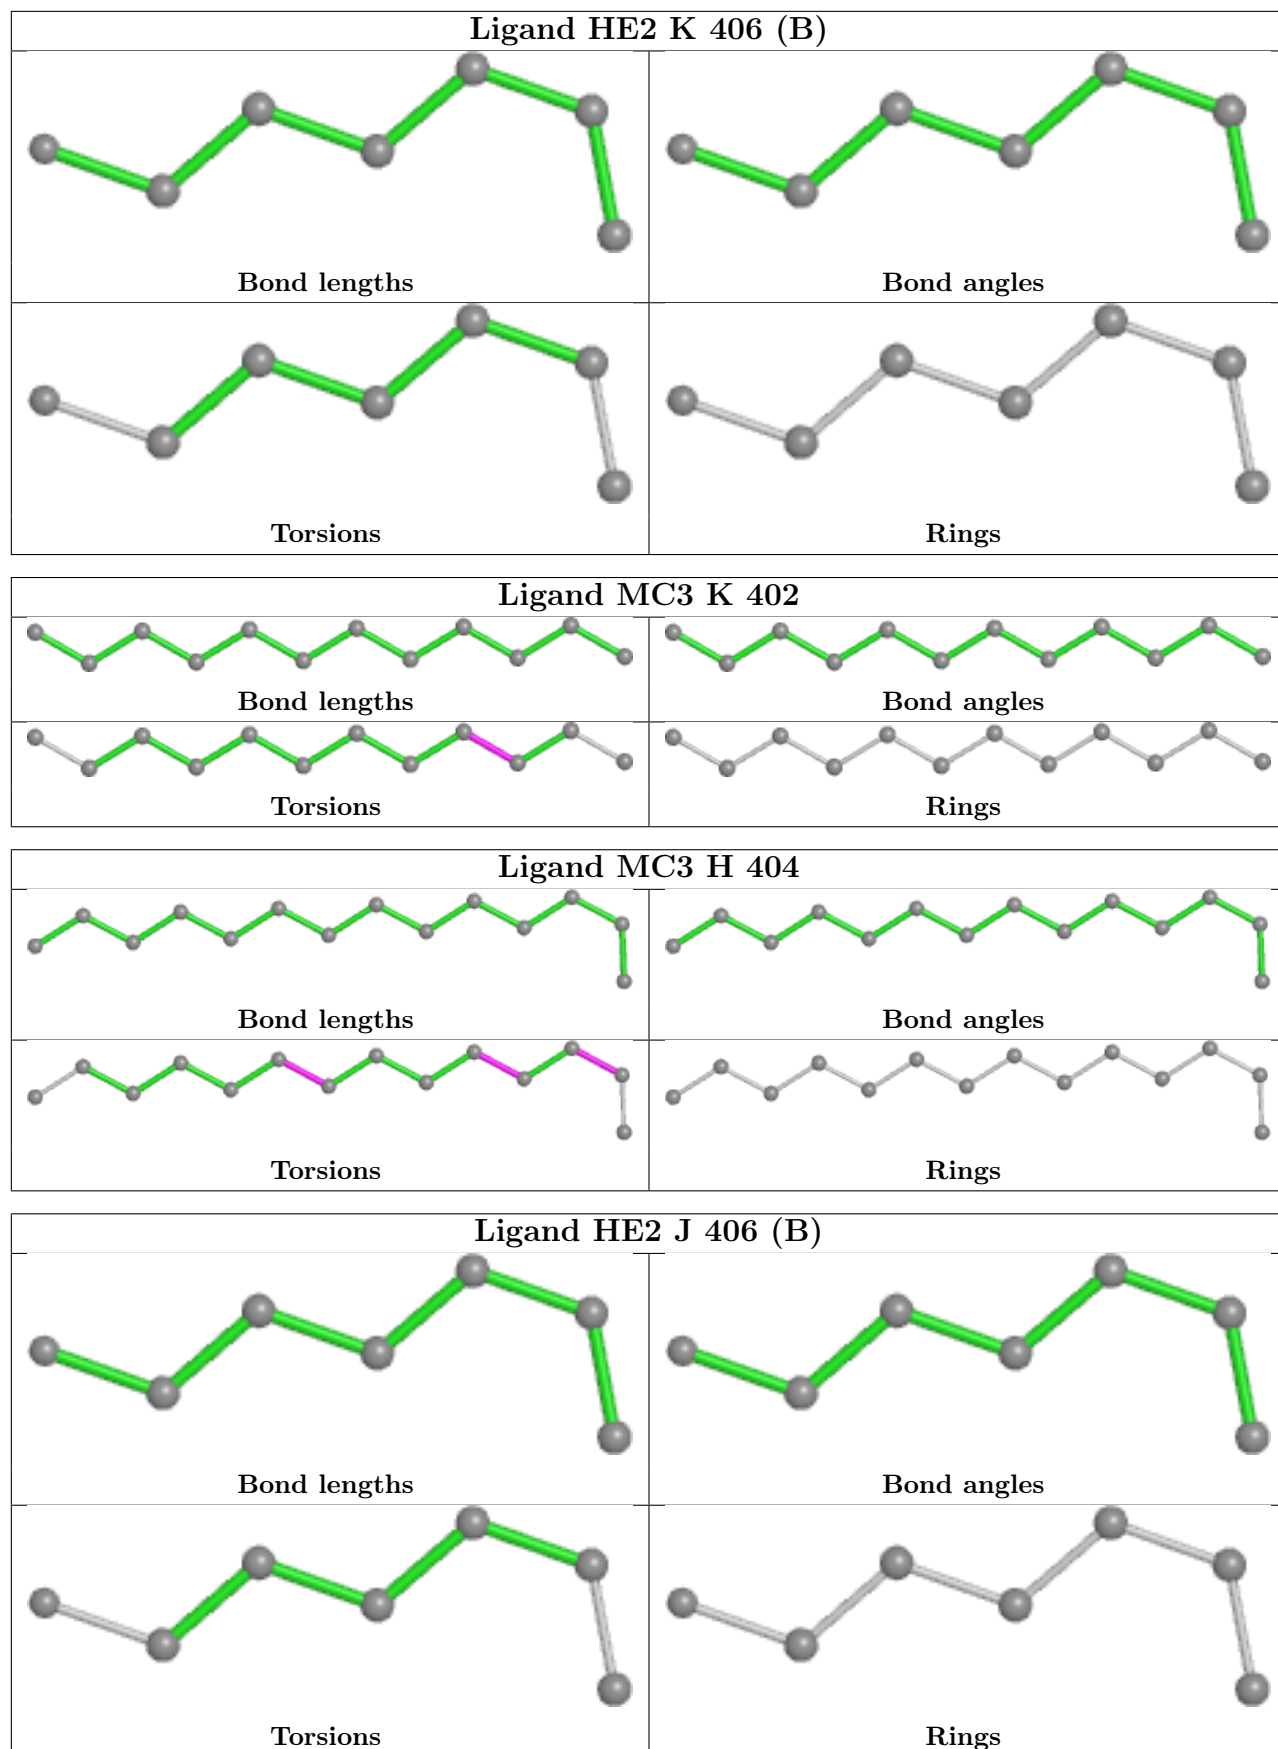 Ligand HE2 K 406 (B)
Bond lengths
Bond angles
Torsions
Rings
Ligand MC3 K 402
Bond lengths
Bond angles
Torsions
Rings
Ligand MC3 H 404
Bond lengths
Bond angles
Torsions
Rings
Ligand HE2 J 406 (B)
Bond lengths
Bond angles
Torsions
Rings